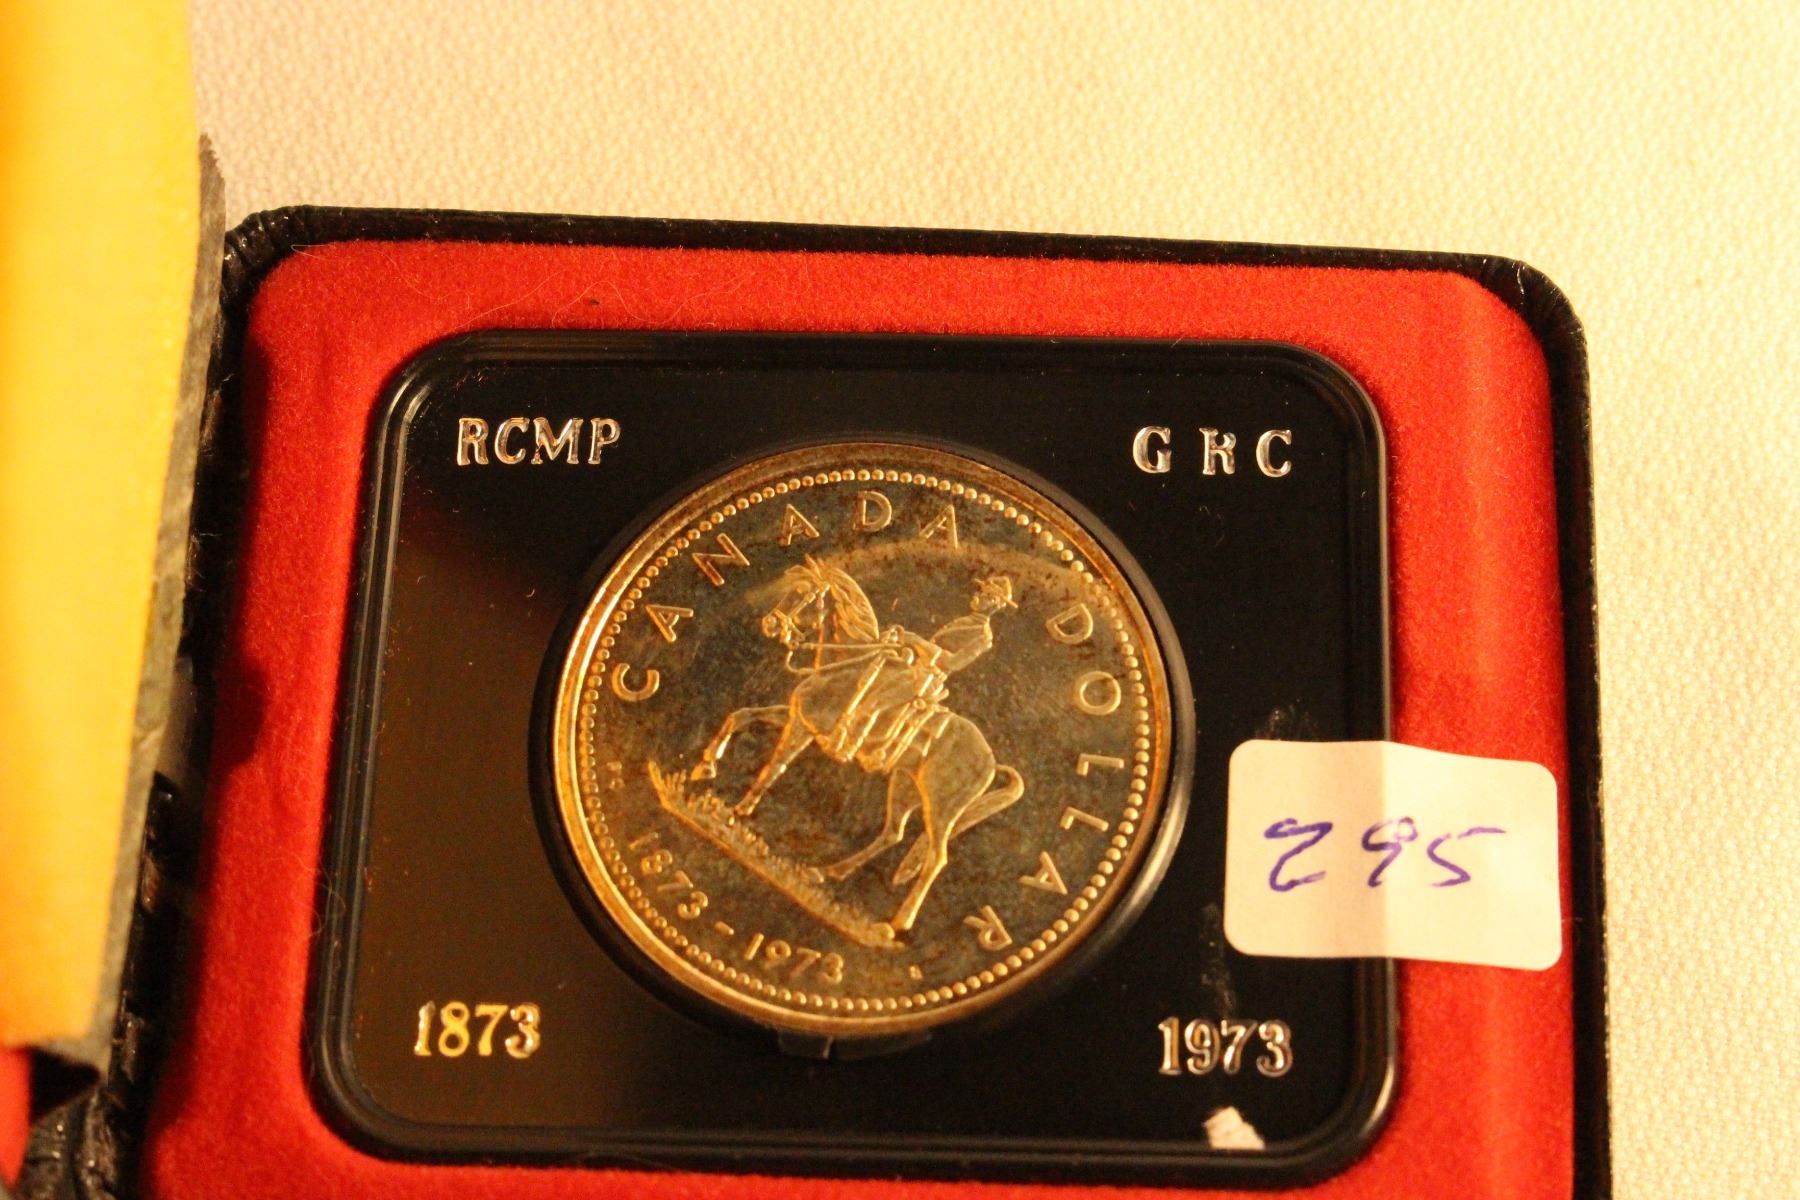 RCMP
GRC
CANADA DOLLAR
1873-1973
295
1873
1973